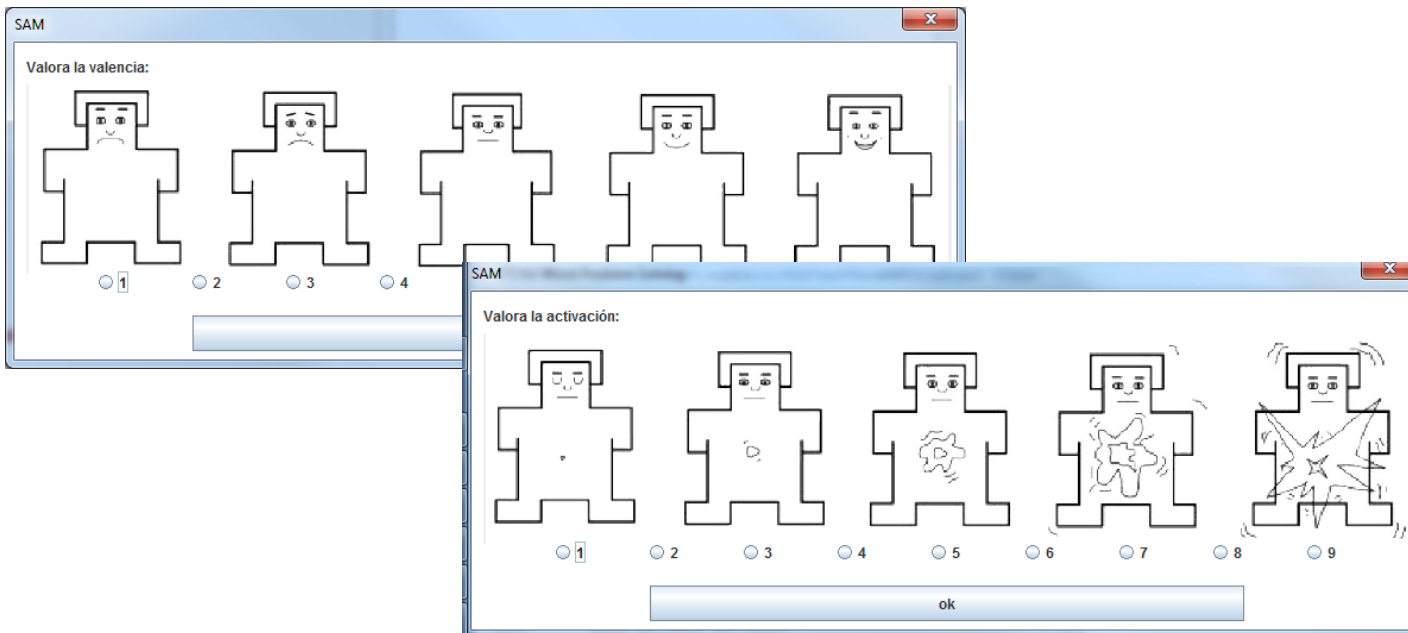 SAM
Valora la valencia:
1 2 3 4
SAM
Valora la activación:
1 2 3 4 5 6 7 8 9
ok